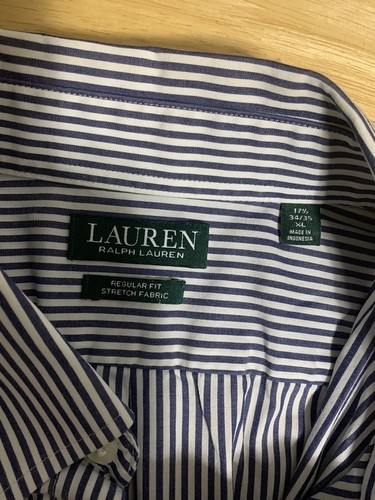 LAUREN
RALPH LAUREN
REGULAR FIT
STRETCH FABRIC
17½
34/35
XL
MADE IN
INDONESIA